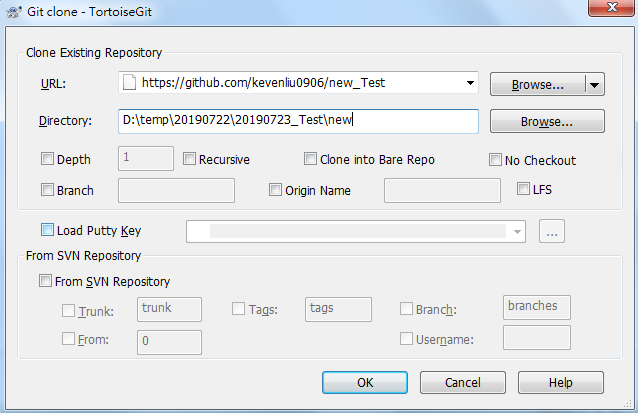 Git clone - TortoiseGit
Clone Existing Repository
URL: https://github.com/kevenliu0906/new_Test Browse...
Directory: D:\temp\20190722\20190723_Test\new Browse...
Depth 1 Recursive Clone into Bare Repo No Checkout
Branch Origin Name LFS
Load Putty Key ...
From SVN Repository
From SVN Repository
Trunk: trunk Tags: tags Branch: branches
From: 0 Username:
OK Cancel Help